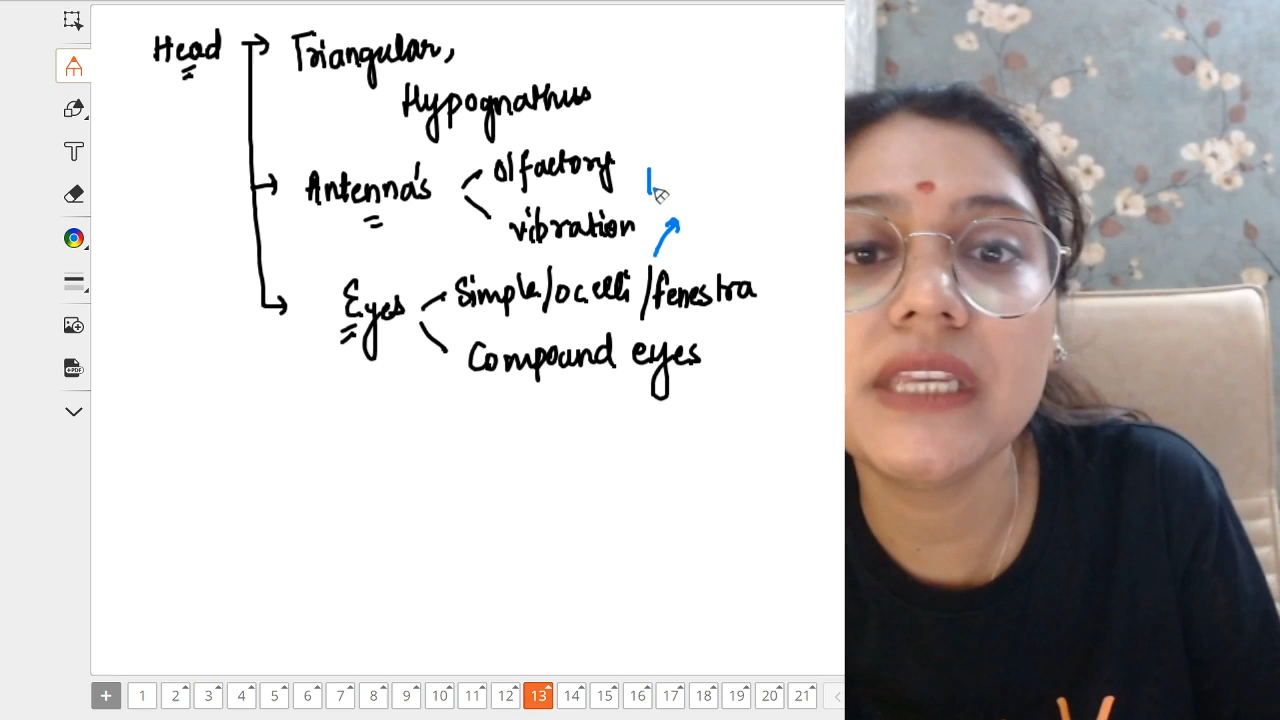 Head → Triangular,
Hypognathus
→ Antenna's
Olfactory
vibration
Eyes
Simple/ocelli/fenestra
Compound eyes
T
+PDF
+ 1 2 3 4 5 6 7 8 9 10 11 12 13 14 15 16 17 18 19 20 21